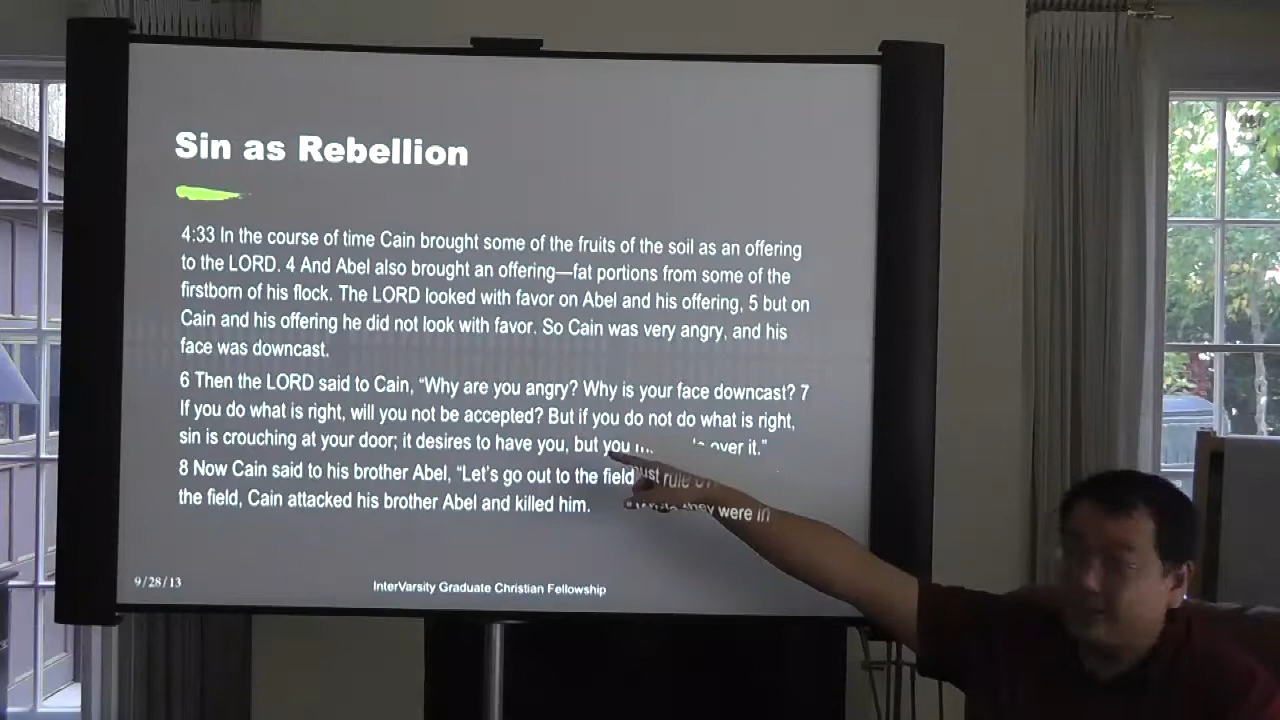 Sin as Rebellion
4:33 In the course of time Cain brought some of the fruits of the soil as an offering
to the LORD. 4 And Abel also brought an offering—fat portions from some of the
firstborn of his flock. The LORD looked with favor on Abel and his offering, 5 but on
Cain and his offering he did not look with favor. So Cain was very angry, and his
face was downcast.
6 Then the LORD said to Cain, “Why are you angry? Why is your face downcast? 7
If you do what is right, will you not be accepted? But if you do not do what is right,
sin is crouching at your door; it desires to have you, but you must rule over it.”
8 Now Cain said to his brother Abel, “Let’s go out to the field were in
the field, Cain attacked his brother Abel and killed him.
9/28/13
InterVarsity Graduate Christian Fellowship